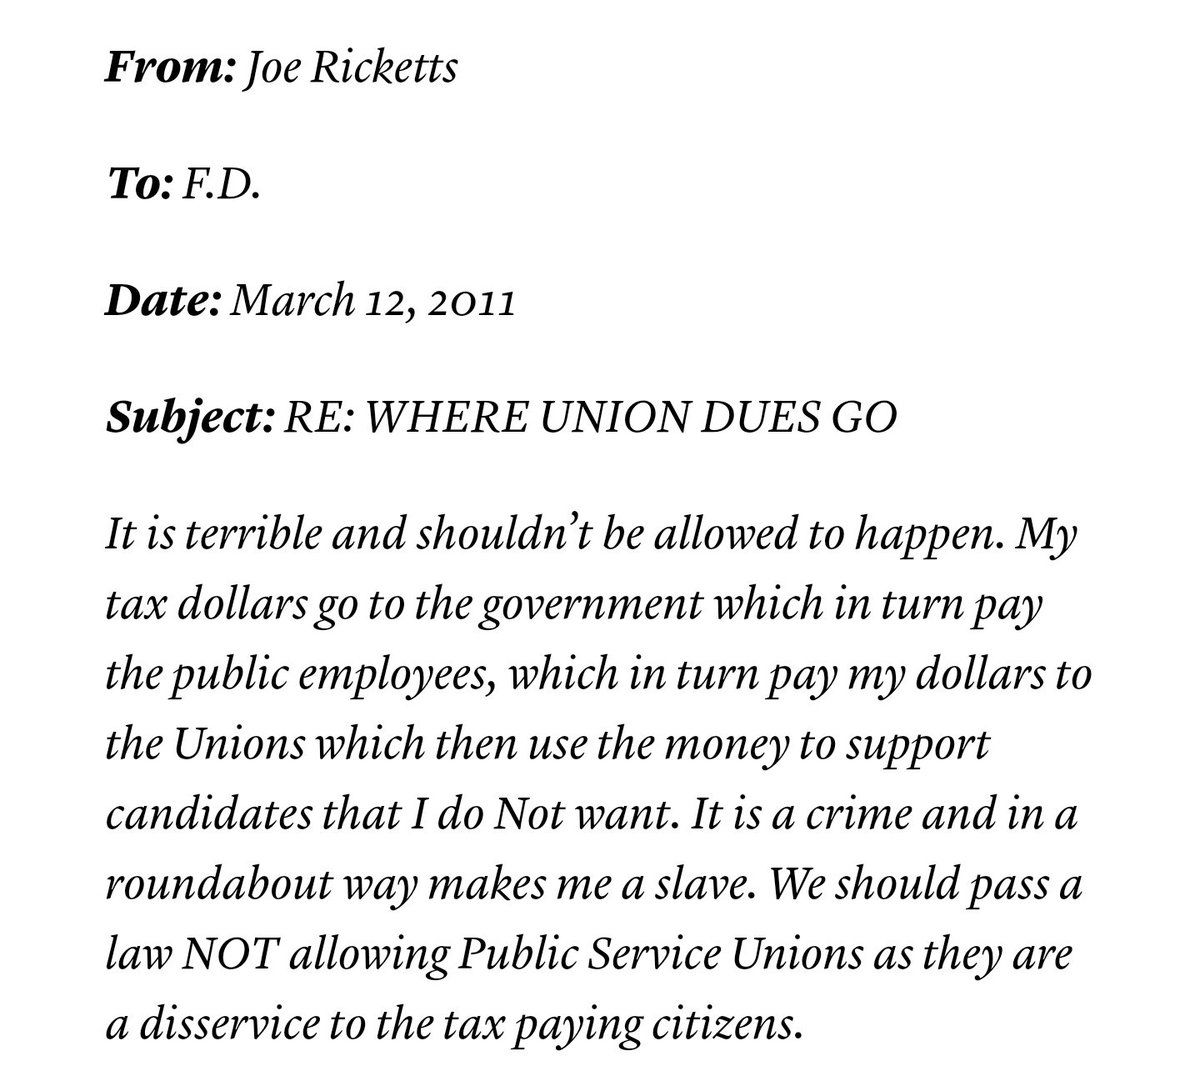 From: Joe Ricketts
To: F.D.
Date: March 12, 2011
Subject: RE: WHERE UNION DUES GO
It is terrible and shouldn’t be allowed to happen. My
tax dollars go to the government which in turn pay
the public employees, which in turn pay my dollars to
the Unions which then use the money to support
candidates that I do Not want. It is a crime and in a
roundabout way makes me a slave. We should pass a
law NOT allowing Public Service Unions as they are
a disservice to the tax paying citizens.